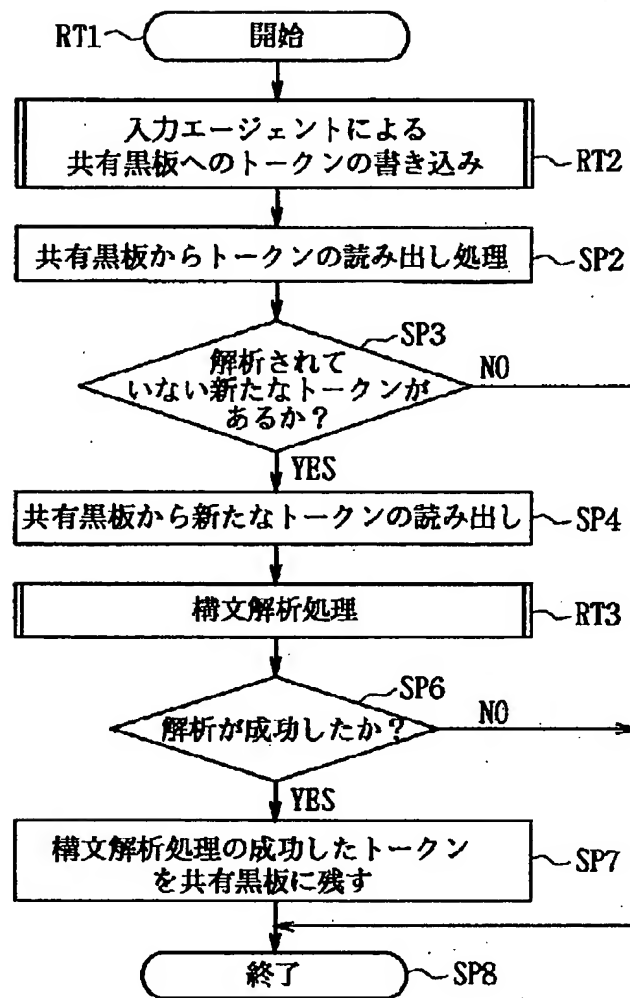 RT1
開始
入力エージェントによる
共有黒板へのトークンの書き込み
RT2
共有黒板からトークンの読み出し処理
SP2
SP3
解析されて
いない新たなトークンが
あるか？
NO
YES
共有黒板から新たなトークンの読み出し
SP4
構文解析処理
RT3
SP6
解析が成功したか？
NO
YES
構文解析処理の成功したトークン
を共有黒板に残す
SP7
終了
SP8